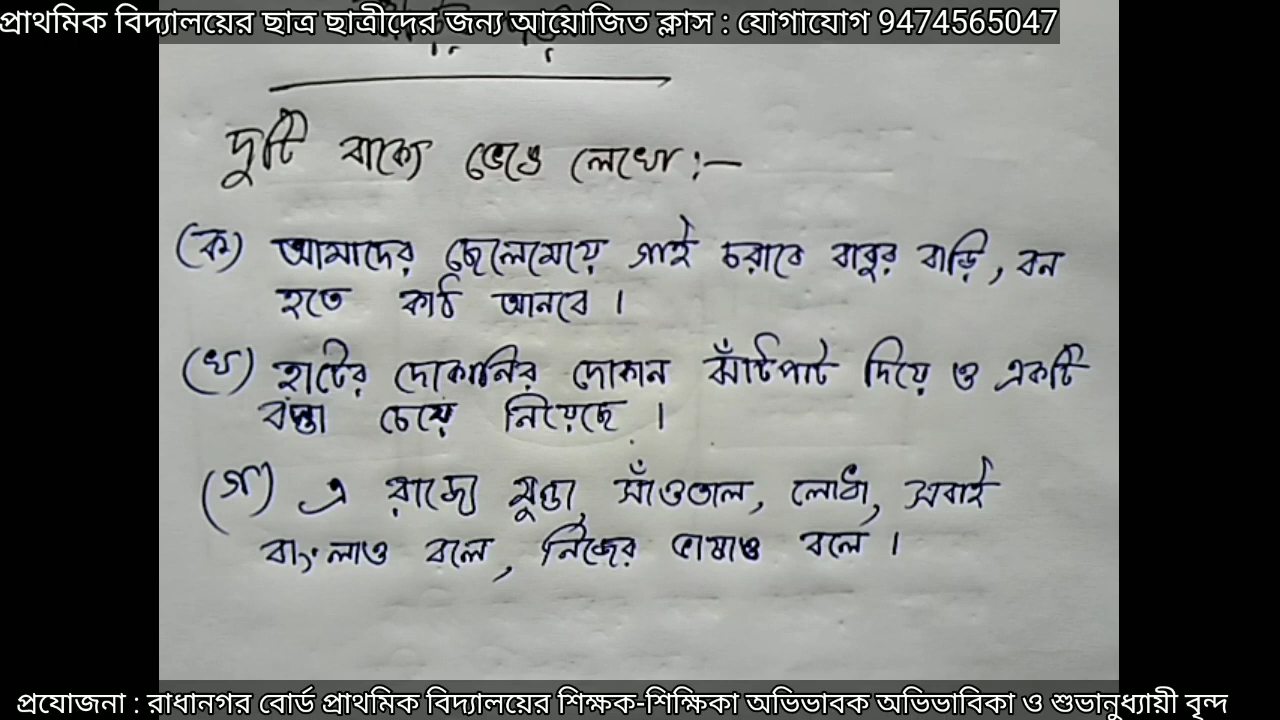 প্রাথমিক বিদ্যালয়ের ছাত্র ছাত্রীদের জন্য আয়োজিত ক্লাস : যোগাযোগ 9474565047
দুটি বাক্যে ভেঙে লেখো :—
(ক) আমাদের ছেলেমেয়ে গাই চরাবে বাবুর বাড়ি, বন
হতে কাঠ আনবে ।
(খ) হাটের দোকানির দোকান ঝাঁটপাট দিয়ে ও একটি
বস্তা চেয়ে নিয়েছে ।
(গ) এ রাজ্যে মুন্ডা, সাঁওতাল, লোধা, সবাই
বাংলাও বলে, নিজের ভাষাও বলে ।
প্রযোজনা : রাধানগর বোর্ড প্রাথমিক বিদ্যালয়ের শিক্ষক-শিক্ষিকা অভিভাবক অভিভাবিকা ও শুভানুধ্যায়ী বৃন্দ